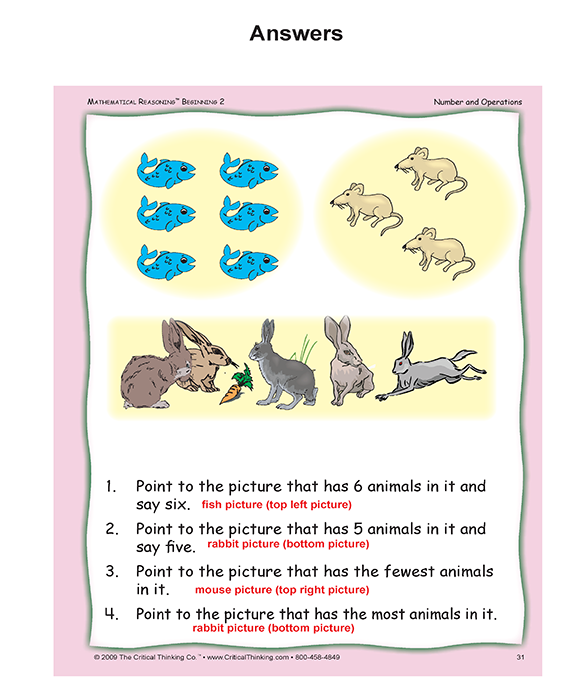 Answers
Mathematical Reasoning™ Beginning 2
Number and Operations
1. Point to the picture that has 6 animals in it and
say six. fish picture (top left picture)
2. Point to the picture that has 5 animals in it and
say five. rabbit picture (bottom picture)
3. Point to the picture that has the fewest animals
in it. mouse picture (top right picture)
4. Point to the picture that has the most animals in it.
rabbit picture (bottom picture)
© 2009 The Critical Thinking Co.™ • www.CriticalThinking.com • 800-458-4849
31